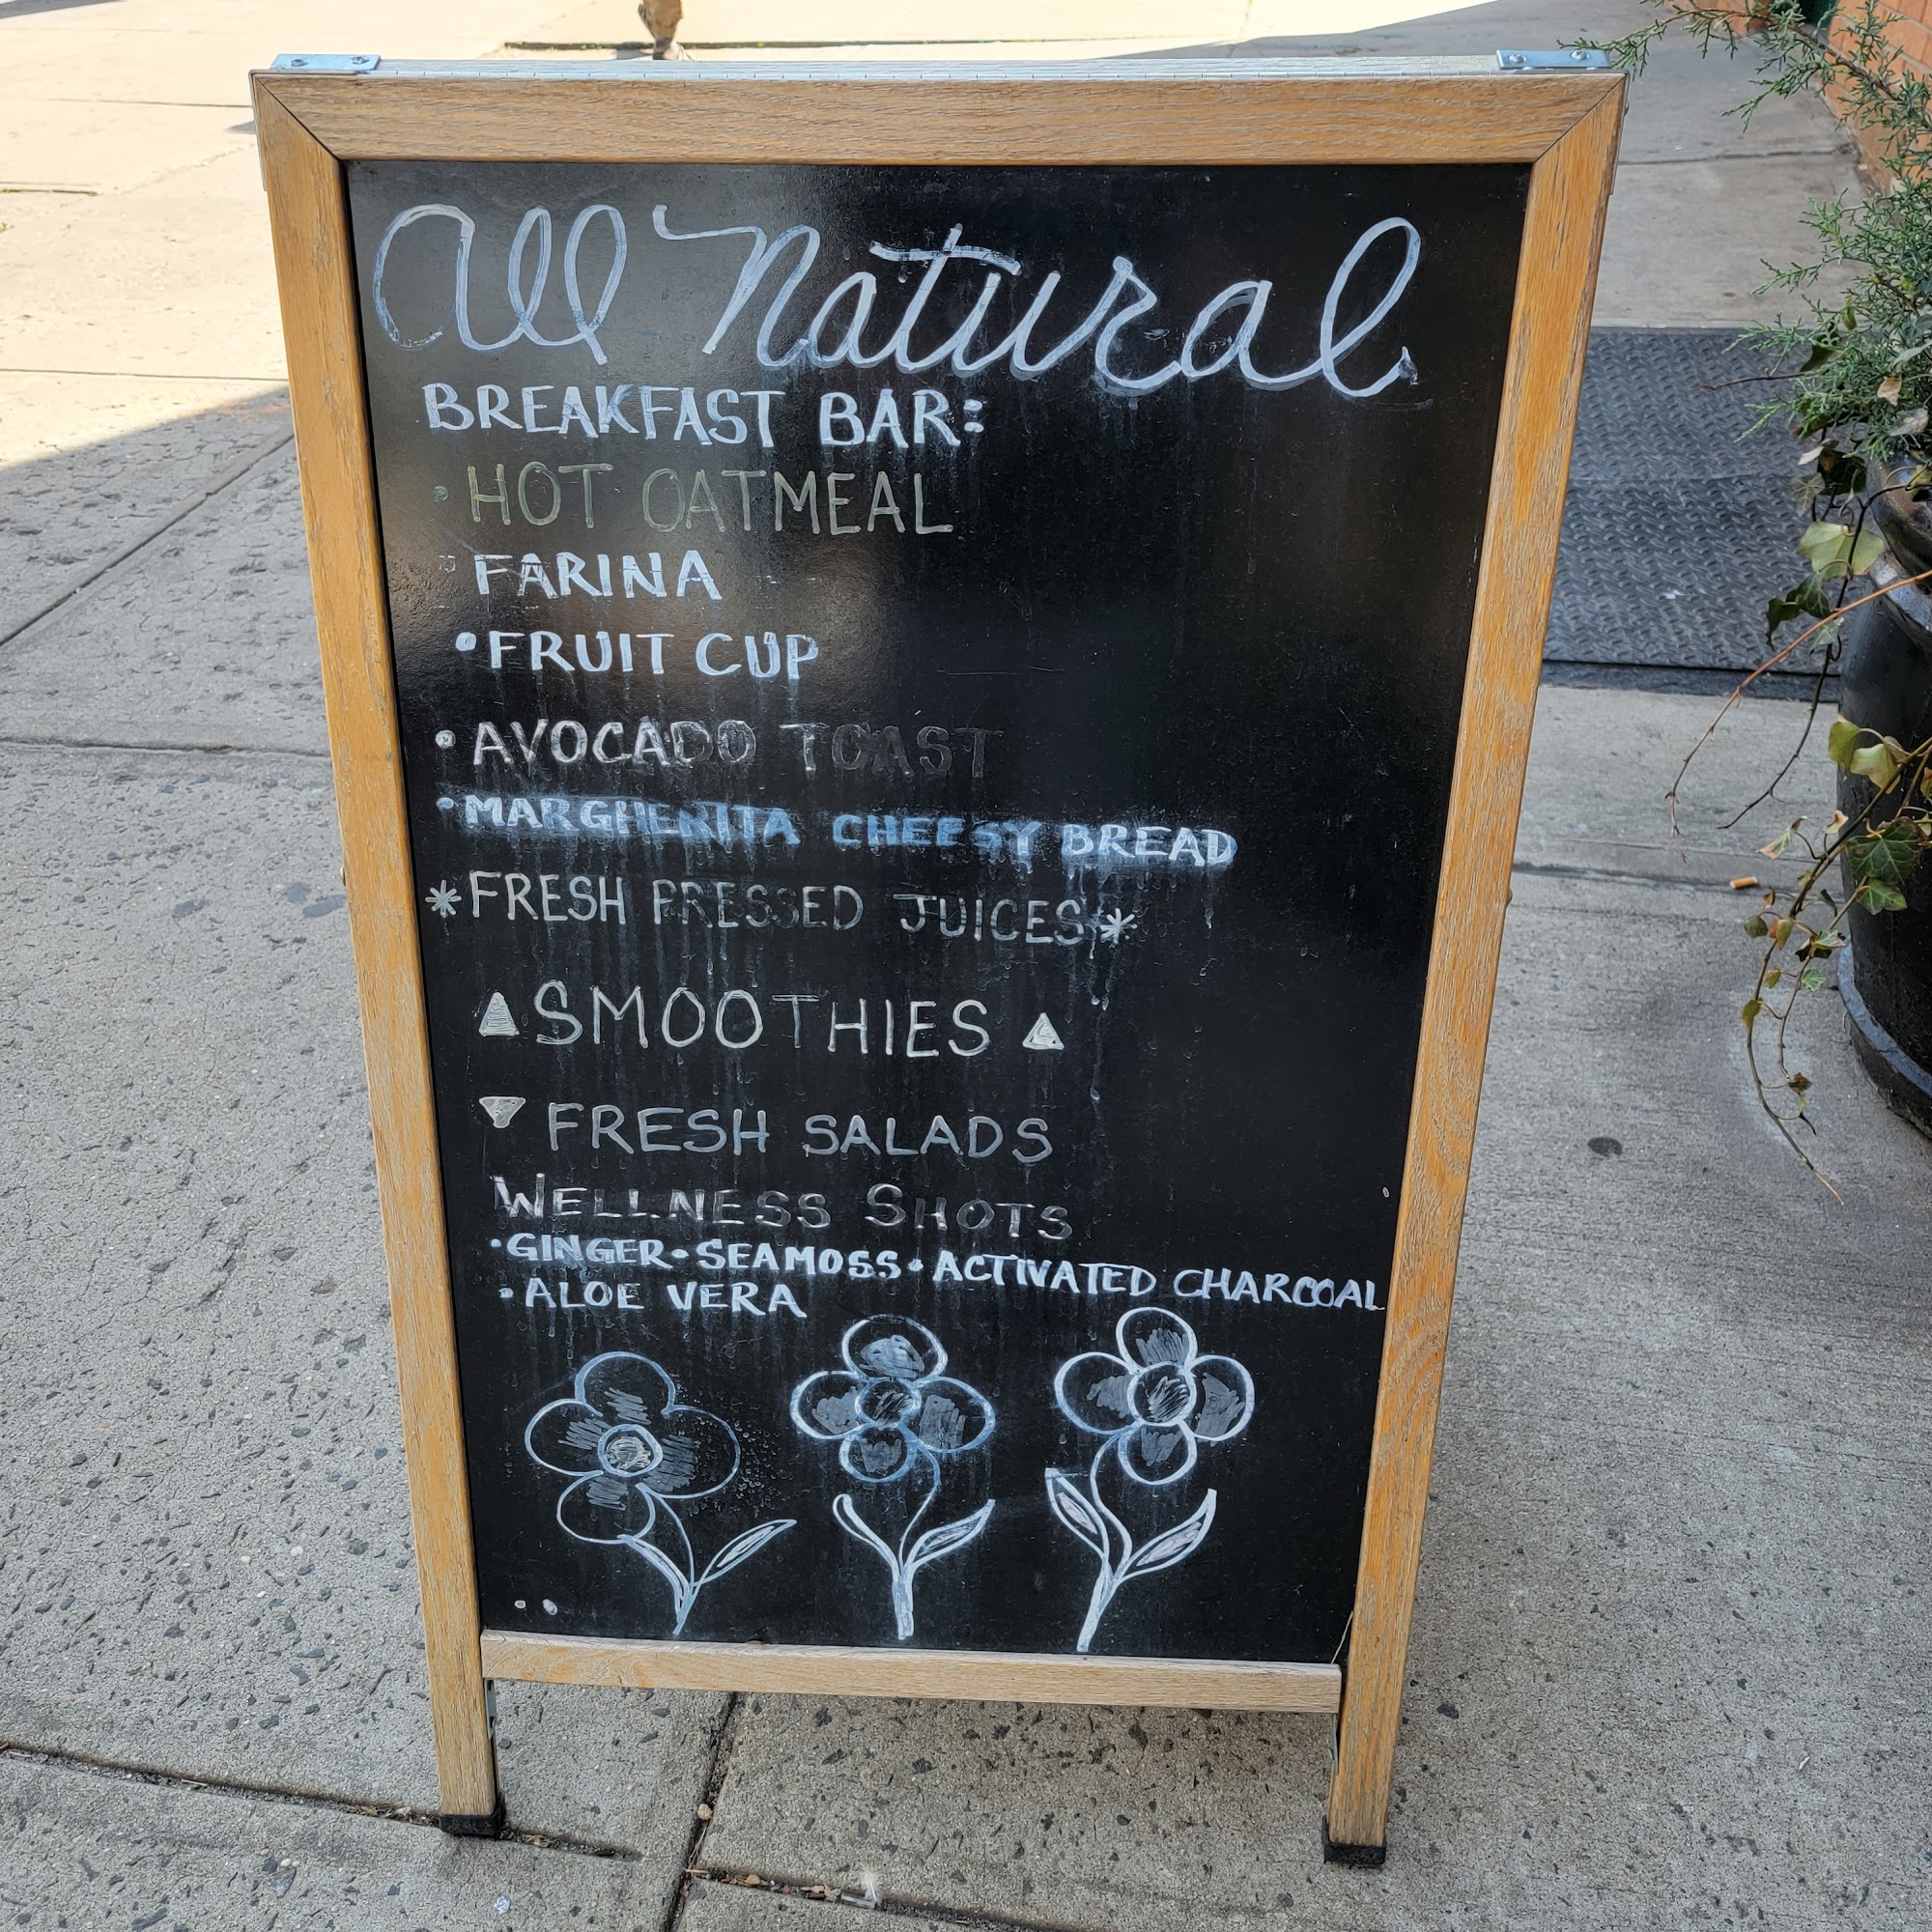 All Natural
BREAKFAST BAR:
• HOT OATMEAL
• FARINA
• FRUIT CUP
• AVOCADO TOAST
• MARGHERITA CHEESY BREAD
*FRESH PRESSED JUICES*
▲ SMOOTHIES ▲
▼ FRESH SALADS
WELLNESS SHOTS
• GINGER • SEAMOSS • ACTIVATED CHARCOAL
• ALOE VERA